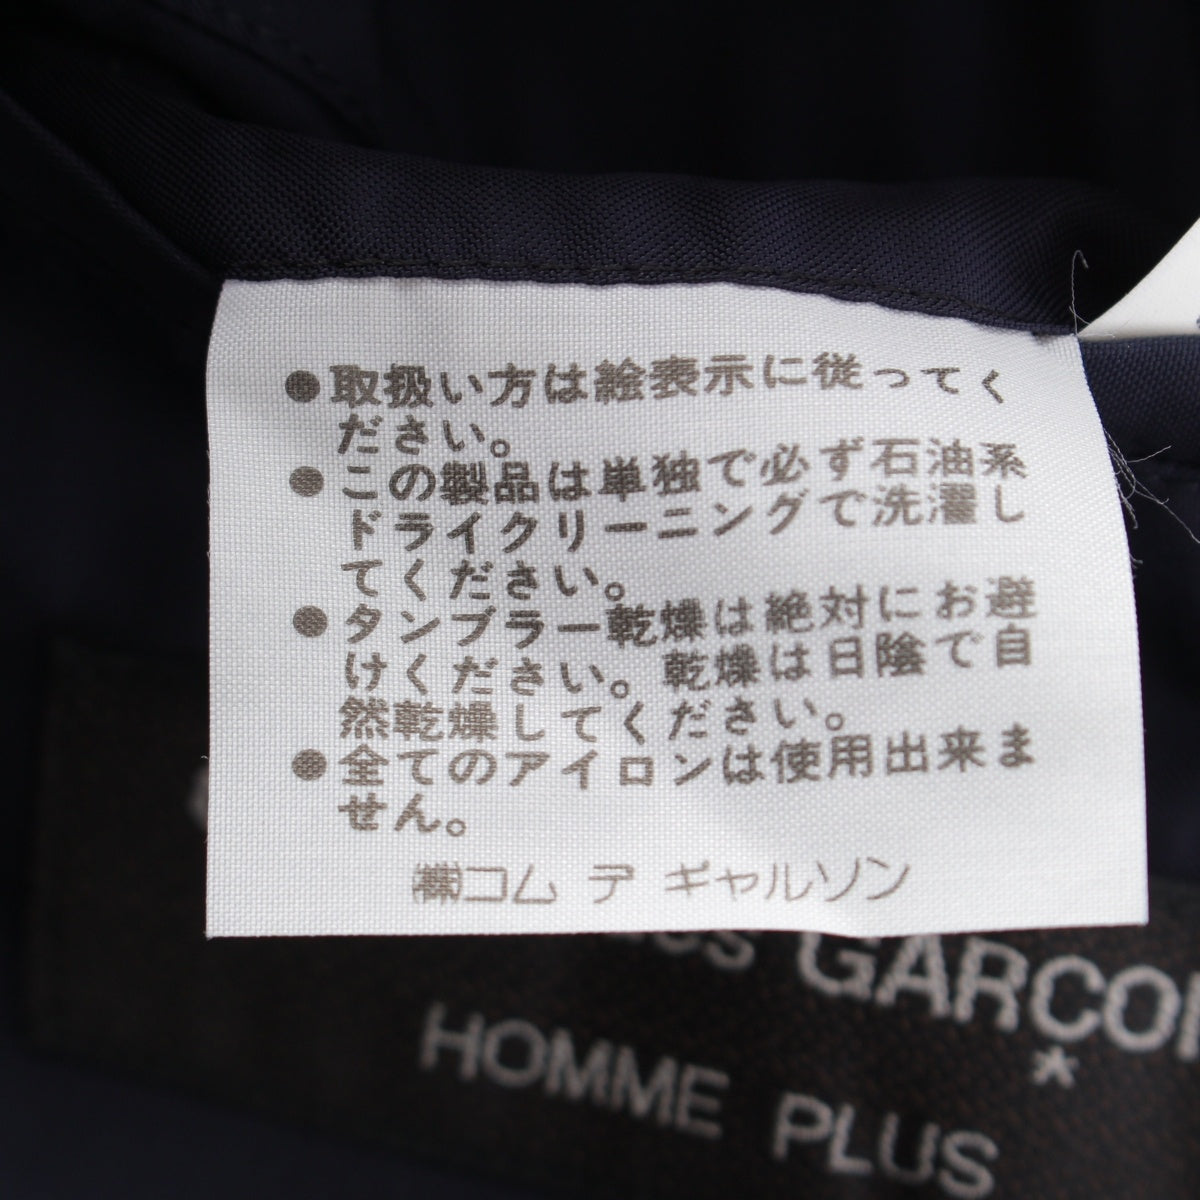 ●取扱い方は絵表示に従ってく
ださい。
●この製品は単独で必ず石油系
ドライクリーニングで洗濯し
てください。
●タンブラー乾燥は絶対にお避
けください。乾燥は日陰で自
然乾燥してください。
●全てのアイロンは使用出来ま
せん。
㈱コム デ ギャルソン
GARCON
HOMME PLUS
*